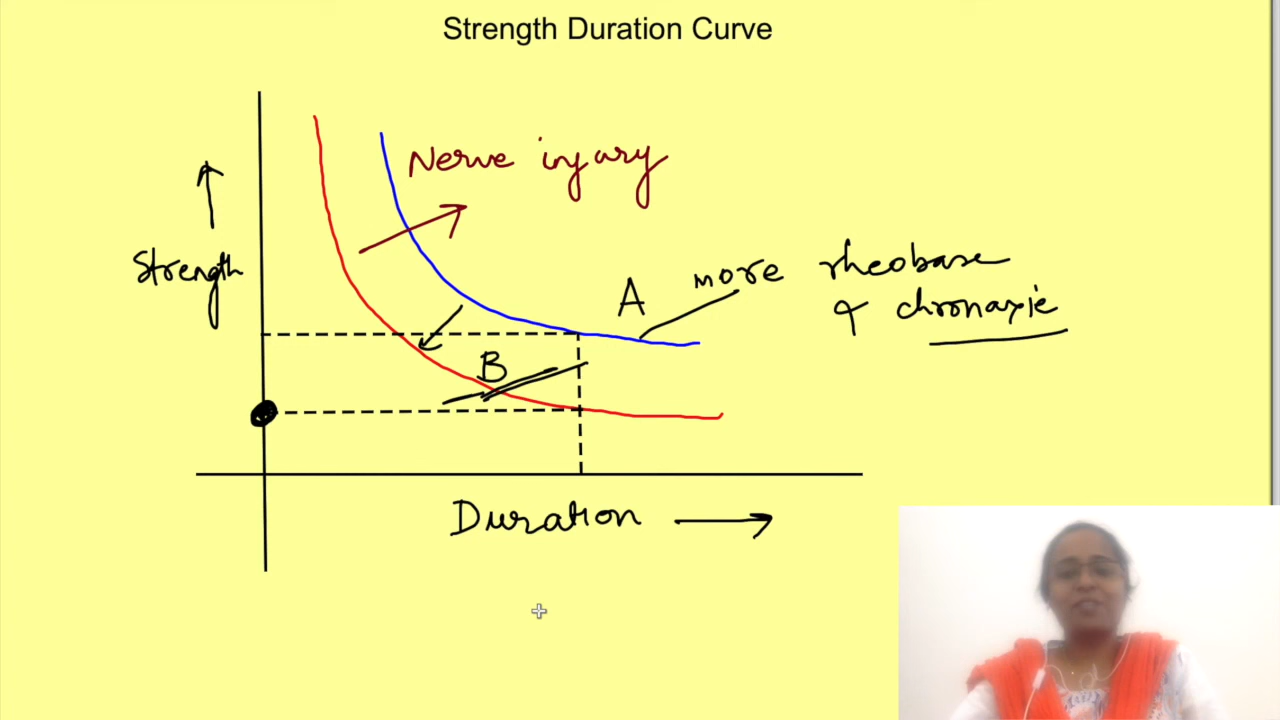 Strength Duration Curve
Nerve injury
Strength
A
more rheobase
& chronaxie
B
Duration